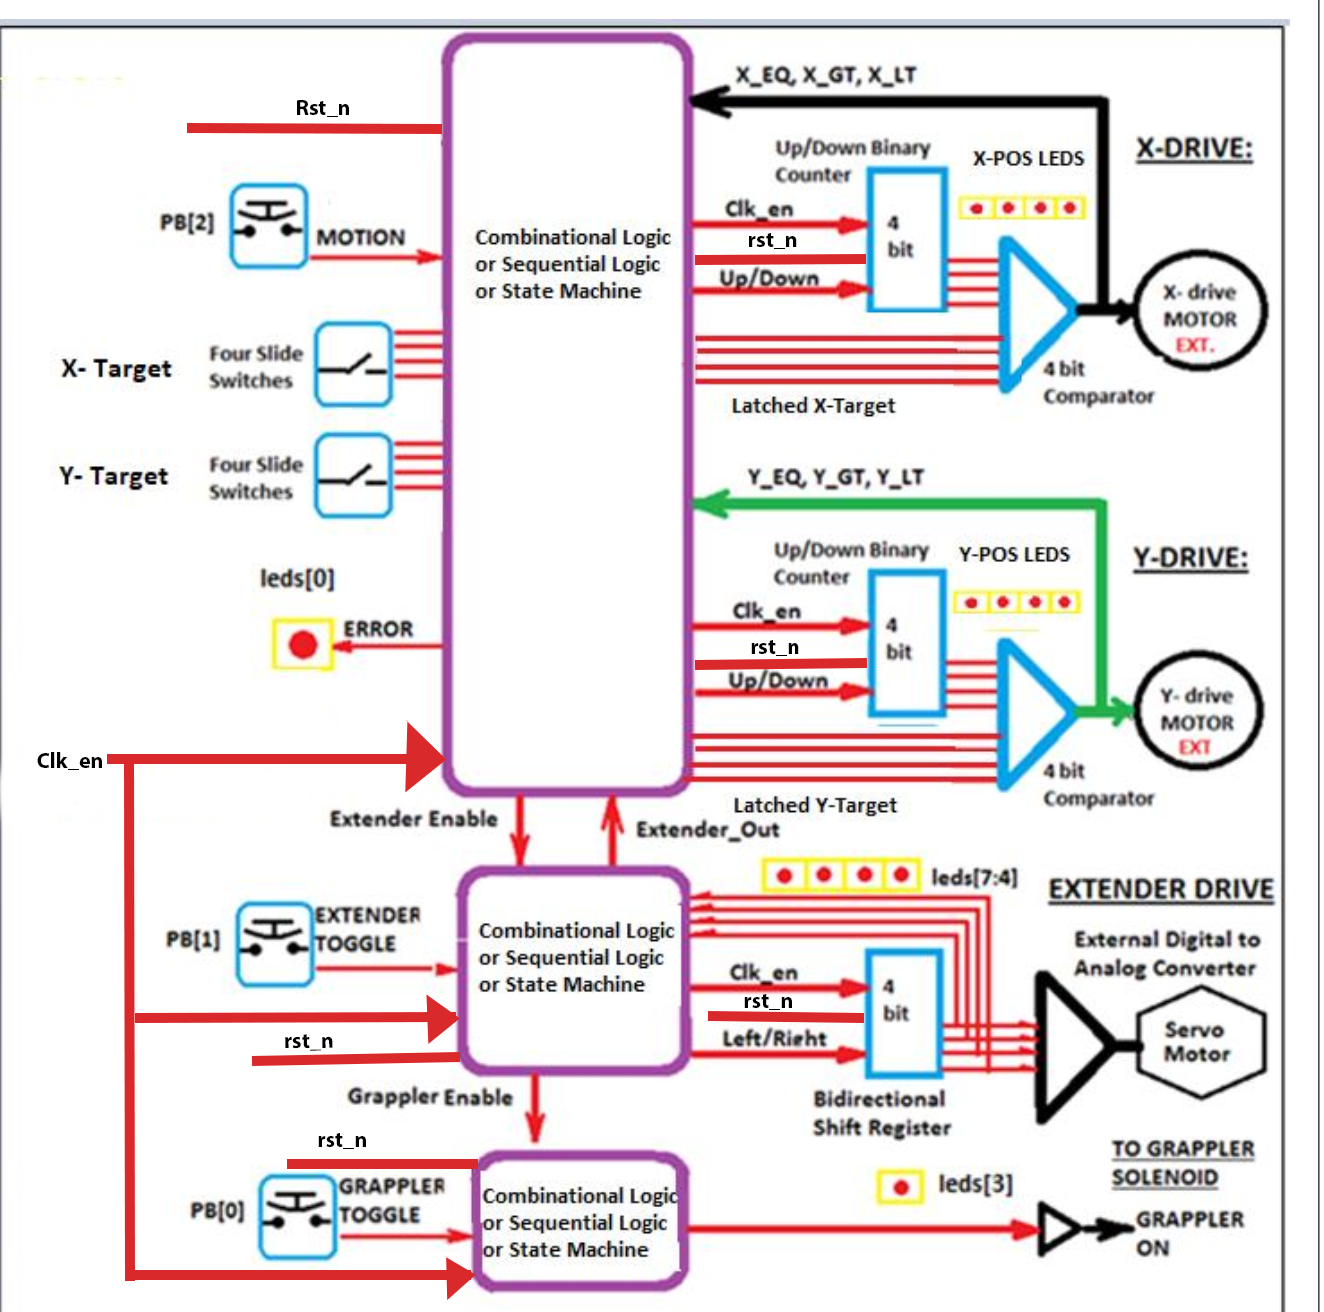 X_EQ, X_GT, X_LT
Rst_n
Up/Down Binary
Counter
X-POS LEDS
X-DRIVE:
PB[2]
MOTION
Combinational Logic
or Sequential Logic
or State Machine
Clk_en
rst_n
Up/Down
4
bit
X- drive
MOTOR
EXT.
X- Target
Four Slide
Switches
4 bit
Comparator
Latched X-Target
Y- Target
Four Slide
Switches
Y_EQ, Y_GT, Y_LT
Up/Down Binary
Counter
Y-POS LEDS
Y-DRIVE:
leds[0]
ERROR
Clk_en
rst_n
Up/Down
4
bit
Y- drive
MOTOR
EXT
Clk_en
4 bit
Comparator
Latched Y-Target
Extender Enable
Extender_Out
leds[7:4]
EXTENDER DRIVE
PB[1]
EXTENDER
TOGGLE
Combinational Logic
or Sequential Logic
or State Machine
External Digital to
Analog Converter
Clk_en
rst_n
Left/Right
4
bit
Servo
Motor
rst_n
Grappler Enable
Bidirectional
Shift Register
rst_n
TO GRAPPLER
SOLENOID
PB[0]
GRAPPLER
TOGGLE
Combinational Logic
or Sequential Logic
or State Machine
leds[3]
GRAPPLER
ON